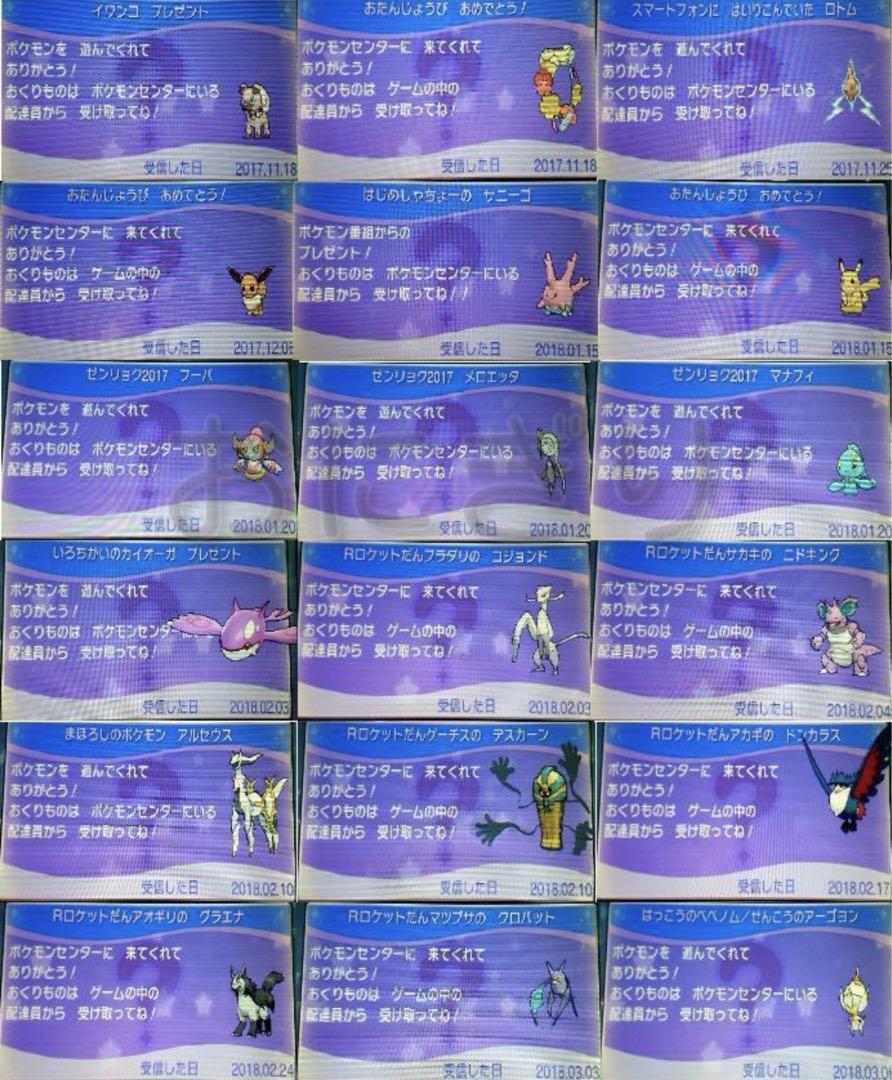 イワンコ プレゼント
ポケモンを 遊んでくれて
ありがとう!
おくりものは ポケモンセンターにいる
配達員から 受け取ってね!
受信した日 2017.11.18
おたんじょうび おめでとう!
ポケモンセンターに 来てくれて
ありがとう!
おくりものは ゲームの中の
配達員から 受け取ってね!
受信した日 2017.11.18
スマートフォンに はいりこんでいた ロトム
ポケモンを 遊んでくれて
ありがとう!
おくりものは ポケモンセンターにいる
配達員から 受け取ってね!
受信した日 2017.11.25
おたんじょうび おめでとう!
ポケモンセンターに 来てくれて
ありがとう!
おくりものは ゲームの中の
配達員から 受け取ってね!
受信した日 2017.12.0
はじめしゃちょーの サニーゴ
ポケモン番組からの
プレゼント!
おくりものは ポケモンセンターにいる
配達員から 受け取ってね!!
受信した日 2018.01.15
おたんじょうび おめでとう!
ポケモンセンターに 来てくれて
ありがとう!
おくりものは ゲームの中の
配達員から 受け取ってね!
受信した日 2018.01.15
ゼンリョク2017 フーパ
ポケモンを 遊んでくれて
ありがとう!
おくりものは ポケモンセンターにいる
配達員から 受け取ってね!
受信した日 2018.01.20
ゼンリョク2017 メロエッタ
ポケモンを 遊んでくれて
ありがとう!
おくりものは ポケモンセンターにいる
配達員から 受け取ってね!
受信した日 2018.01.20
ゼンリョク2017 マナフィ
ポケモンを 遊んでくれて
ありがとう!
おくりものは ポケモンセンターにいる
配達員から 受け取ってね!
受信した日 2018.01.20
おにぎり
いろちがいのカイオーガ プレゼント
ポケモンを 遊んでくれて
ありがとう!
おくりものは ポケモンセンター
配達員から 受け取ってね!
受信した日 2018.02.03
Rロケットだんフラダリの コジョンド
ポケモンセンターに 来てくれて
ありがとう!
おくりものは ゲームの中の
配達員から 受け取ってね!
受信した日 2018.02.03
Rロケットだんサカキの ニドキング
ポケモンセンターに 来てくれて
ありがとう!
おくりものは ゲームの中の
配達員から 受け取ってね!
受信した日 2018.02.04
まぼろしのポケモン アルセウス
ポケモンを 遊んでくれて
ありがとう!
おくりものは ポケモンセンターにいる
配達員から 受け取ってね!
受信した日 2018.02.10
Rロケットだんゲーチスの デスカーン
ポケモンセンターに 来てくれて
ありがとう!
おくりものは ゲームの中の
配達員から 受け取ってね!
受信した日 2018.02.10
Rロケットだんアカギの ドンカラス
ポケモンセンターに 来てくれて
ありがとう!
おくりものは ゲームの中の
配達員から 受け取ってね!
受信した日 2018.02.17
Rロケットだんアオギリの グラエナ
ポケモンセンターに 来てくれて
ありがとう!
おくりものは ゲームの中の
配達員から 受け取ってね!
受信した日 2018.02.24
Rロケットだんマツブサの クロバット
ポケモンセンターに 来てくれて
ありがとう!
おくりものは ゲームの中の
配達員から 受け取ってね!
受信した日 2018.03.03
はっこうのベベノム/せんこうのアーゴヨン
ポケモンを 遊んでくれて
ありがとう!
おくりものは ポケモンセンターにいる
配達員から 受け取ってね!
受信した日 2018.03.0